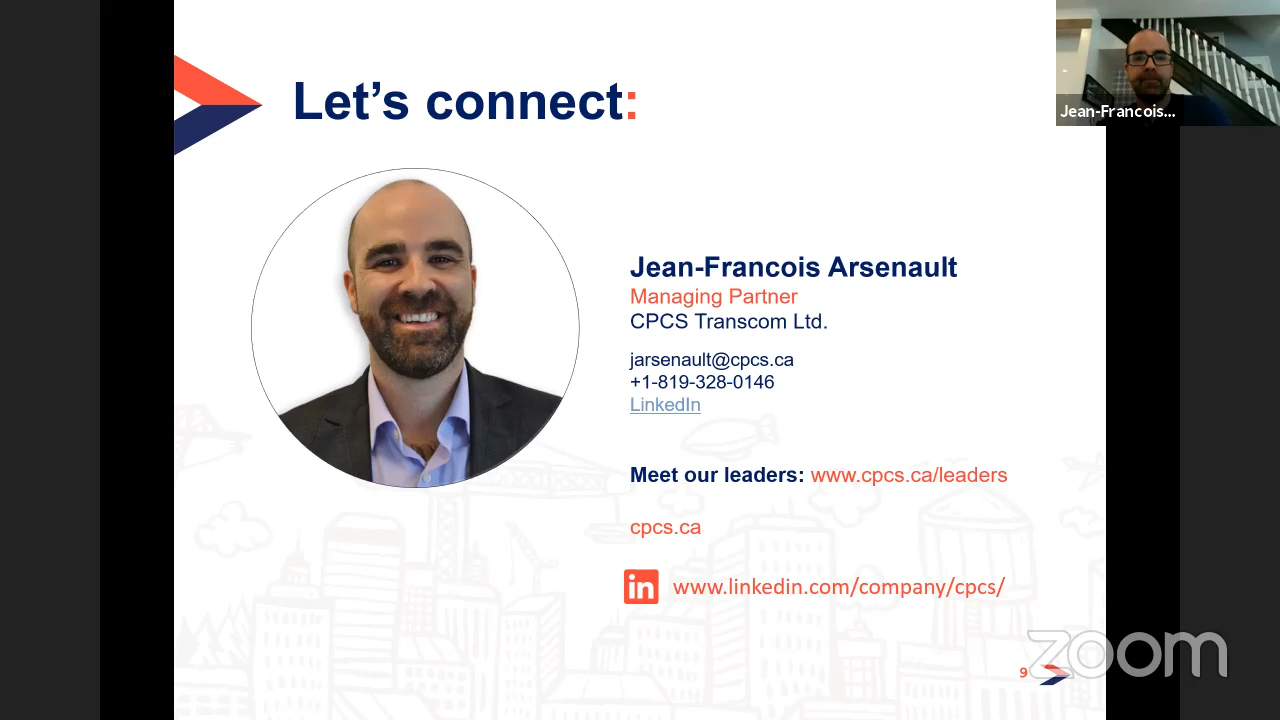 Let’s connect:
Jean-Francois...
Jean-Francois Arsenault
Managing Partner
CPCS Transcom Ltd.
jarsenault@cpcs.ca
+1-819-328-0146
LinkedIn
Meet our leaders: www.cpcs.ca/leaders
cpcs.ca
in www.linkedin.com/company/cpcs/
zoom
9